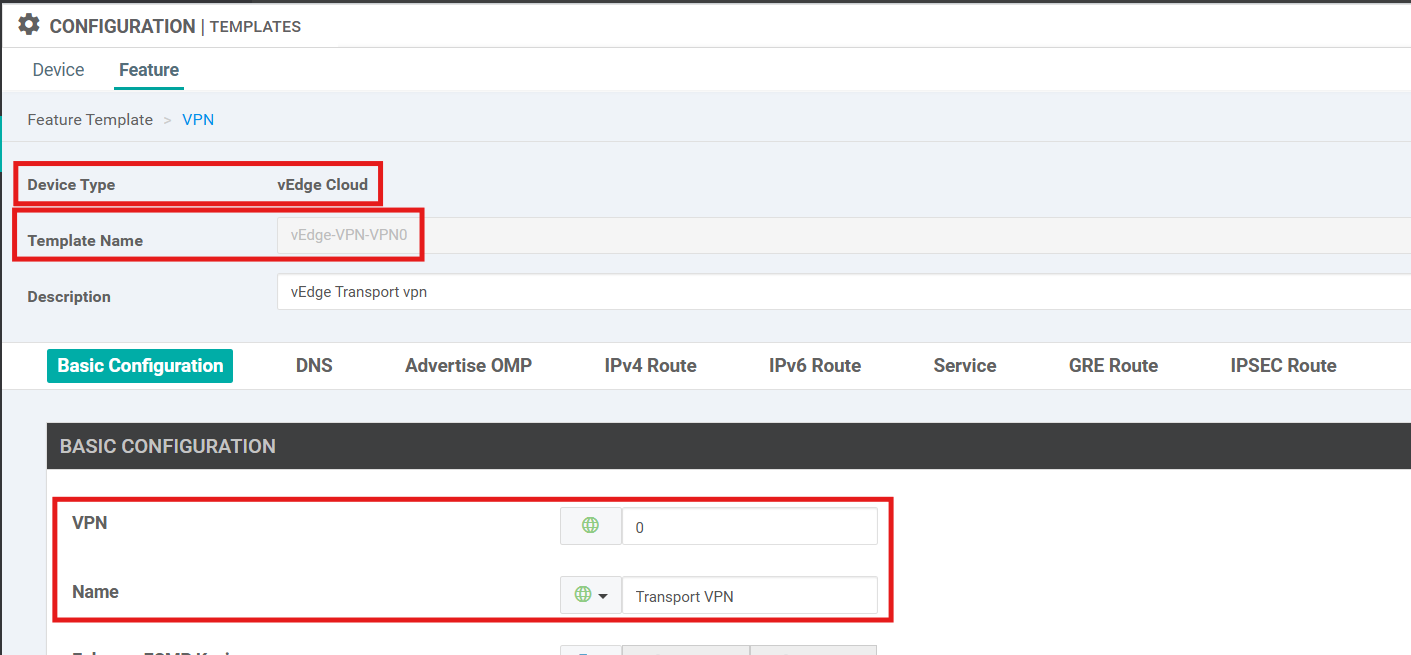 CONFIGURATION | TEMPLATES
Device Feature
Feature Template > VPN
Device Type vEdge Cloud
Template Name vEdge-VPN-VPN0
Description vEdge Transport vpn
Basic Configuration DNS Advertise OMP IPv4 Route IPv6 Route Service GRE Route IPSEC Route
BASIC CONFIGURATION
VPN 0
Name Transport VPN